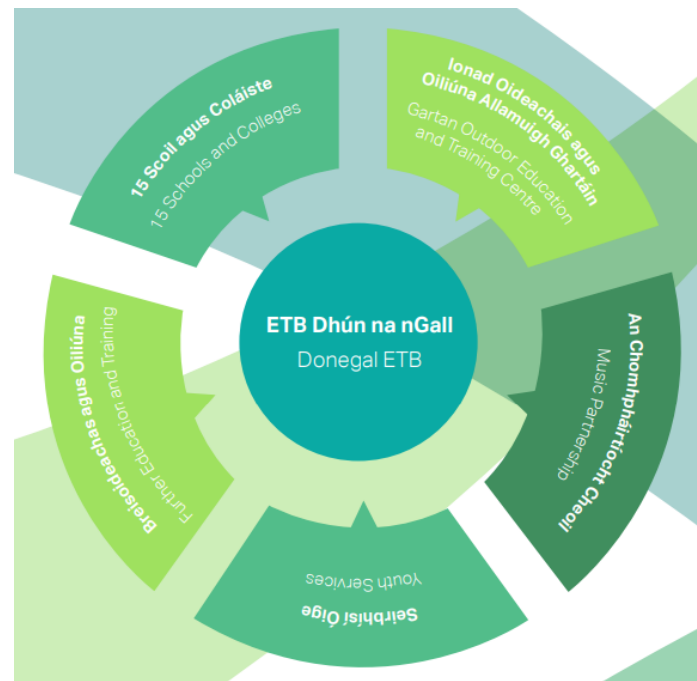 15 Scoil agus Coláiste
15 Schools and Colleges
Ionad Oideachais agus
Oiliúna Allamuigh Ghartáin
Gartan Outdoor Education
and Training Centre
An Chomhpháirtíocht Cheoil
Music Partnership
Seirbhísí Óige
Youth Services
Breisoideachas agus Oiliúna
Further Education and Training
ETB Dhún na nGall
Donegal ETB